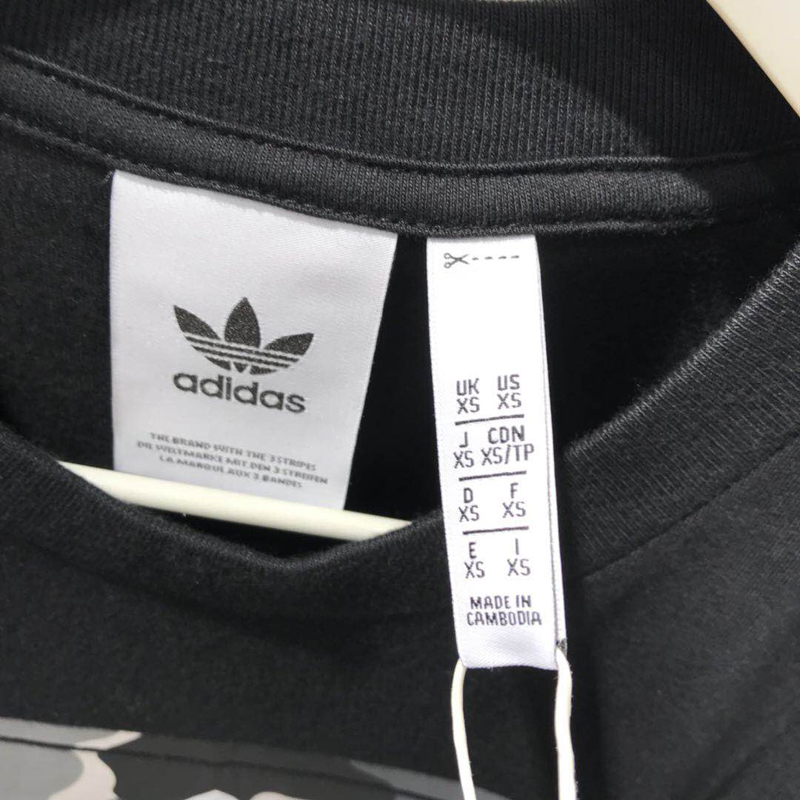 adidas
THE BRAND WITH THE 3 STRIPES
DIE WELTMARKE MIT DEN 3 STREIFEN
LA MARQUE AUX 3 BANDES
UK US
XS XS
J CDN
XS XS/TP
D F
XS XS
E I
XS XS
MADE IN
CAMBODIA